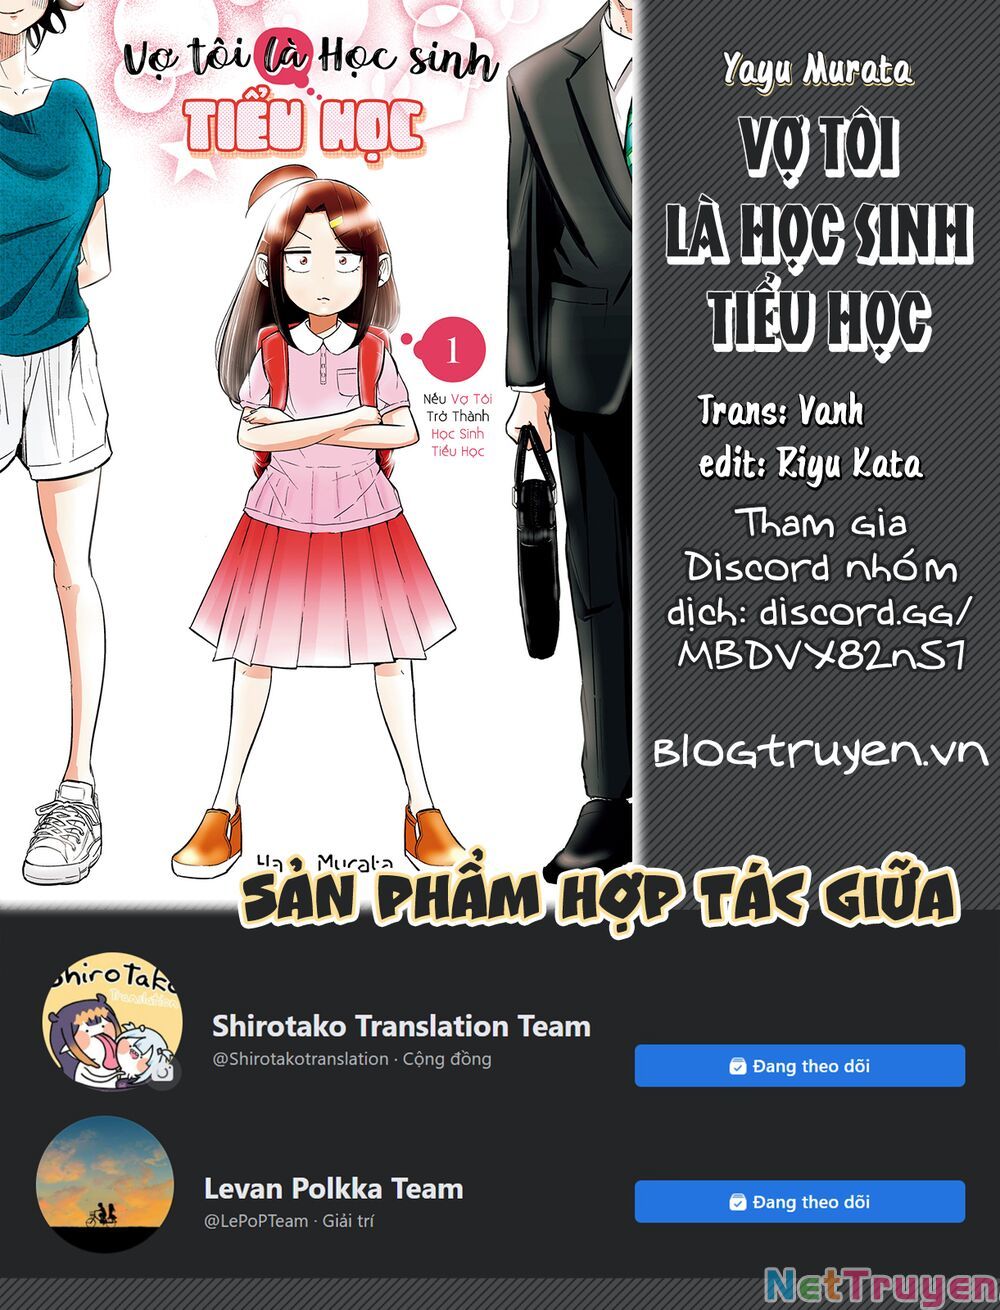 Vợ tôi là Học sinh
TIỂU HỌC
1
Nếu Vợ Tôi
Trở Thành
Học Sinh
Tiểu Học
Murata
Yayu Murata
VỢ TÔI
LÀ HỌC SINH
TIỂU HỌC
Trans: Vanh
edit: Riyu Kata
Tham gia
Discord nhóm
dịch: discord.gg/
MBDVX82nS7
Blogtruyen.vn
SẢN PHẨM HỢP TÁC GIỮA
ShiroTako
Translation
Shirotako Translation Team
@Shirotakotranslation · Cộng đồng
Đang theo dõi
Levan Polkka Team
@LePoPTeam · Giải trí
Đang theo dõi
NetTruyen